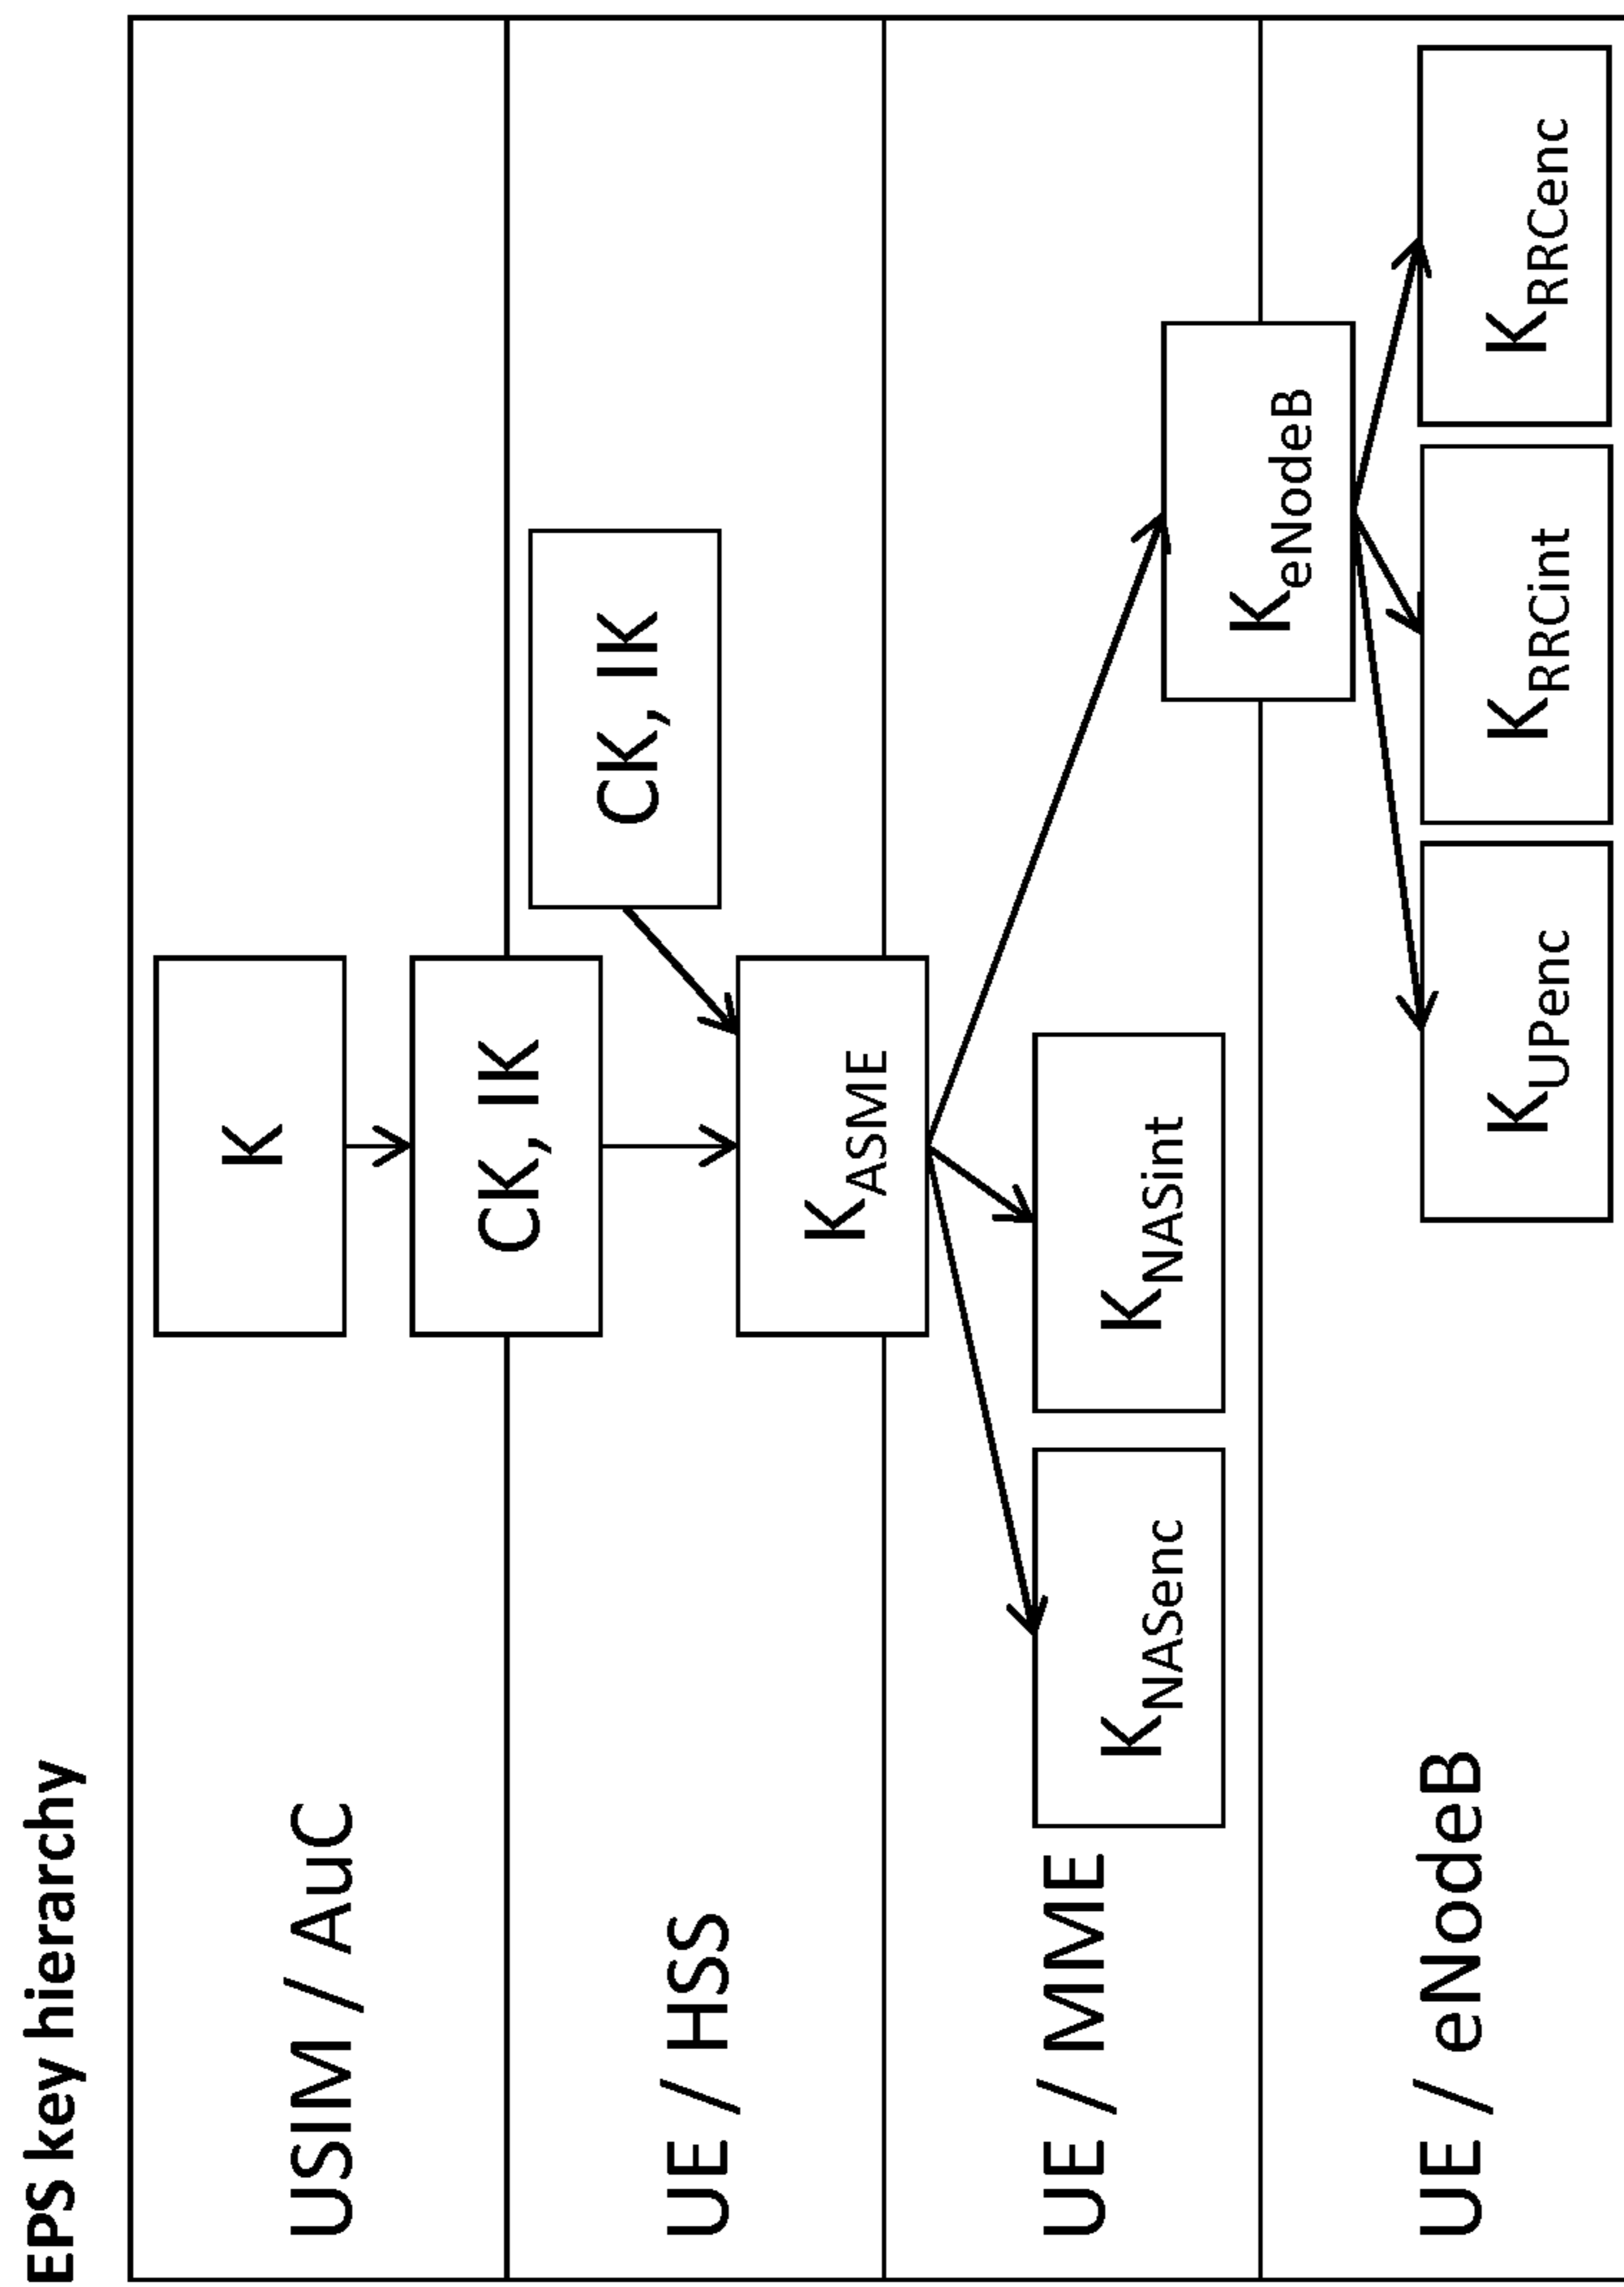 EPS key hierarchy
USIM / AuC
K
CK, IK
UE / HSS
CK, IK
KASME
UE / MME
KNASenc
KNASint
KeNodeB
UE / eNodeB
KUPenc
KRRCint
KRRCenc